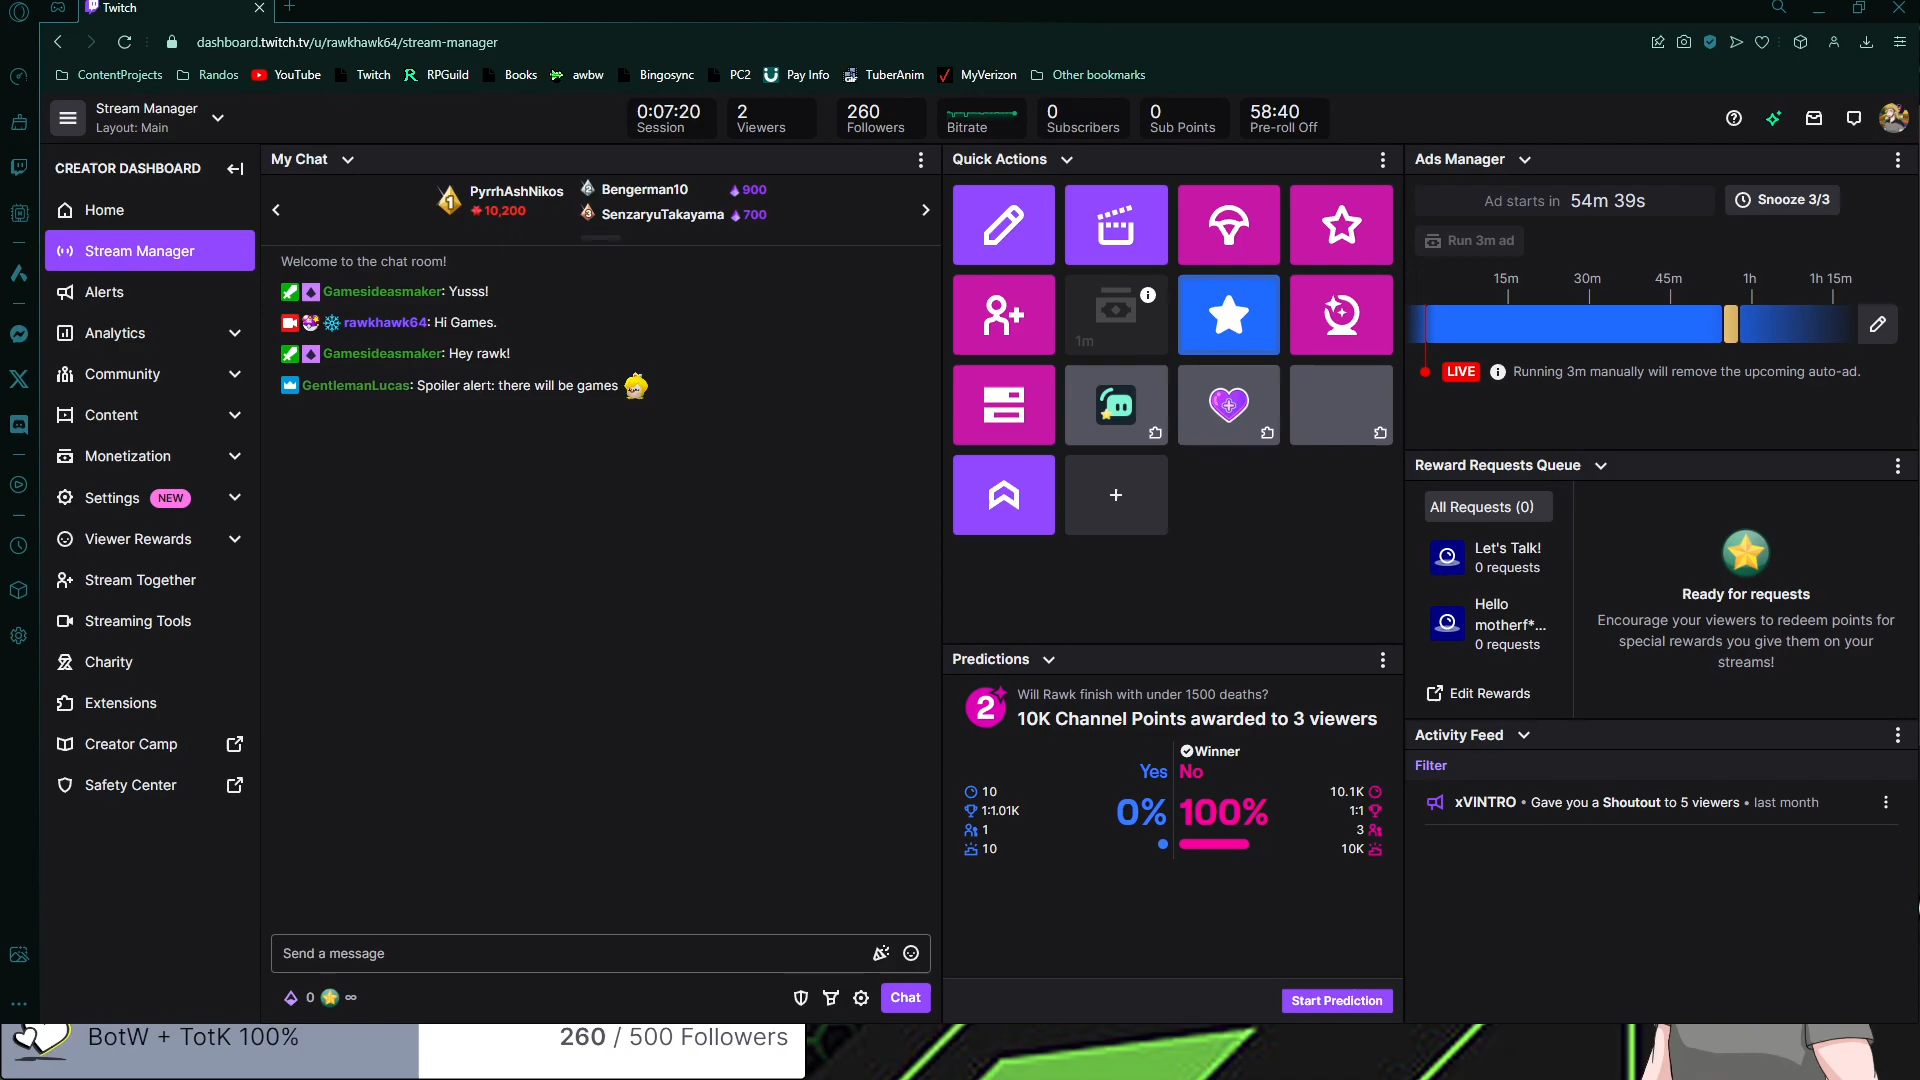 Twitch
dashboard.twitch.tv/u/rawkhawk64/stream-manager
ContentProjects
Randos
YouTube
Twitch
RPGuild
Books
awbw
Bingosync
PC2
Pay Info
TuberAnim
MyVerizon
Other bookmarks
Stream Manager
Layout: Main
0:07:20
Session
2
Viewers
260
Followers
Bitrate
0
Subscribers
0
Sub Points
58:40
Pre-roll Off
CREATOR DASHBOARD
Home
Stream Manager
Alerts
Analytics
Community
Content
Monetization
Settings NEW
Viewer Rewards
Stream Together
Streaming Tools
Charity
Extensions
Creator Camp
Safety Center
My Chat
1 PyrrhAshNikos
10,200
2 Bengerman10 900
3 SenzaryuTakayama 700
Welcome to the chat room!
Gamesideasmaker: Yusss!
rawkhawk64: Hi Games.
Gamesideasmaker: Hey rawk!
GentlemanLucas: Spoiler alert: there will be games
Send a message
0 ∞
Chat
Quick Actions
1m
Predictions
2
Will Rawk finish with under 1500 deaths?
10K Channel Points awarded to 3 viewers
Winner
Yes No
10
1:1.01K
1
10
0% 100%
10.1K
1:1
3
10K
Start Prediction
Ads Manager
Ad starts in 54m 39s
Snooze 3/3
Run 3m ad
15m 30m 45m 1h 1h 15m
LIVE Running 3m manually will remove the upcoming auto-ad.
Reward Requests Queue
All Requests (0)
Let's Talk!
0 requests
Hello
motherf*...
0 requests
Edit Rewards
Ready for requests
Encourage your viewers to redeem points for
special rewards you give them on your
streams!
Activity Feed
Filter
xVINTRO • Gave you a Shoutout to 5 viewers • last month
BotW + TotK 100%
260 / 500 Followers